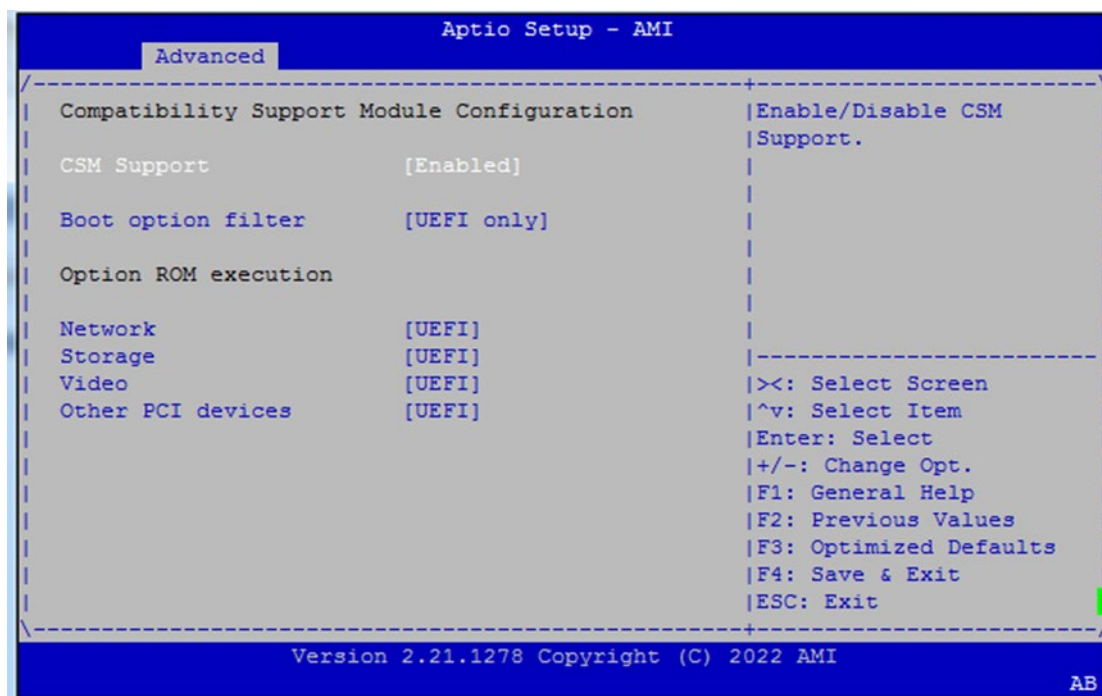 Aptio Setup - AMI
Advanced
Compatibility Support Module Configuration
CSM Support [Enabled]
Boot option filter [UEFI only]
Option ROM execution
Network [UEFI]
Storage [UEFI]
Video [UEFI]
Other PCI devices [UEFI]
Enable/Disable CSM
Support.
><: Select Screen
^v: Select Item
Enter: Select
+/-: Change Opt.
F1: General Help
F2: Previous Values
F3: Optimized Defaults
F4: Save & Exit
ESC: Exit
Version 2.21.1278 Copyright (C) 2022 AMI
AB